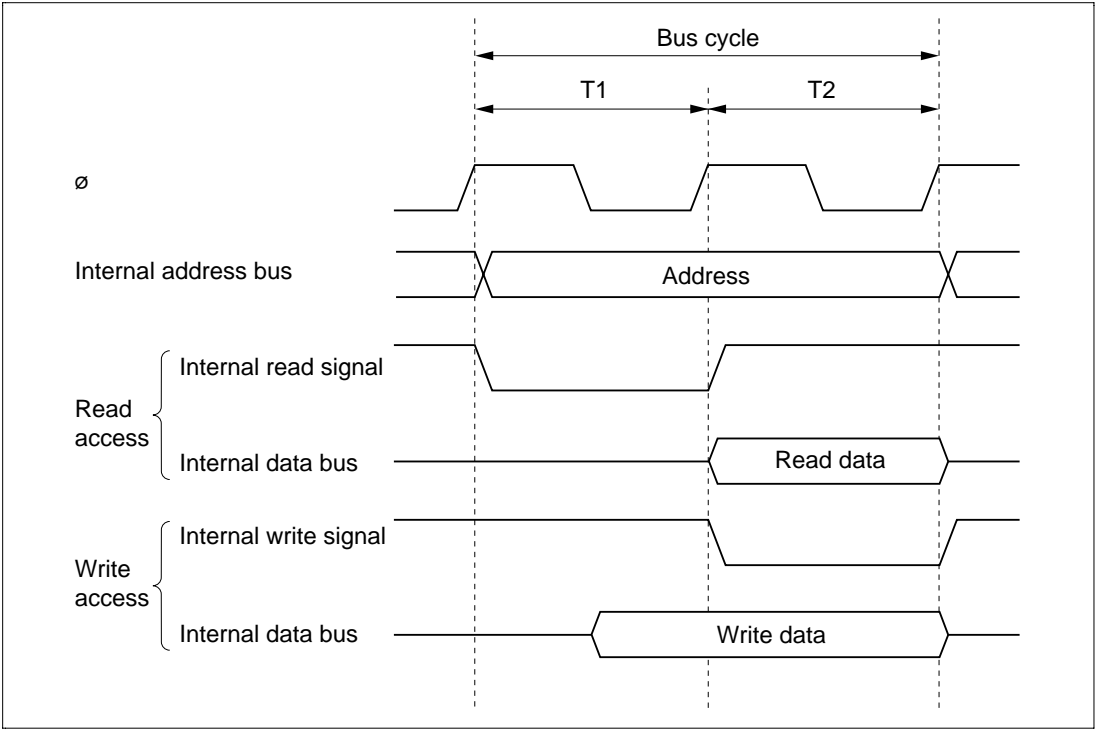 Bus cycle
T1
T2
ø
Internal address bus
Address
Internal read signal
Read
access
Internal data bus
Read data
Internal write signal
Write
access
Internal data bus
Write data